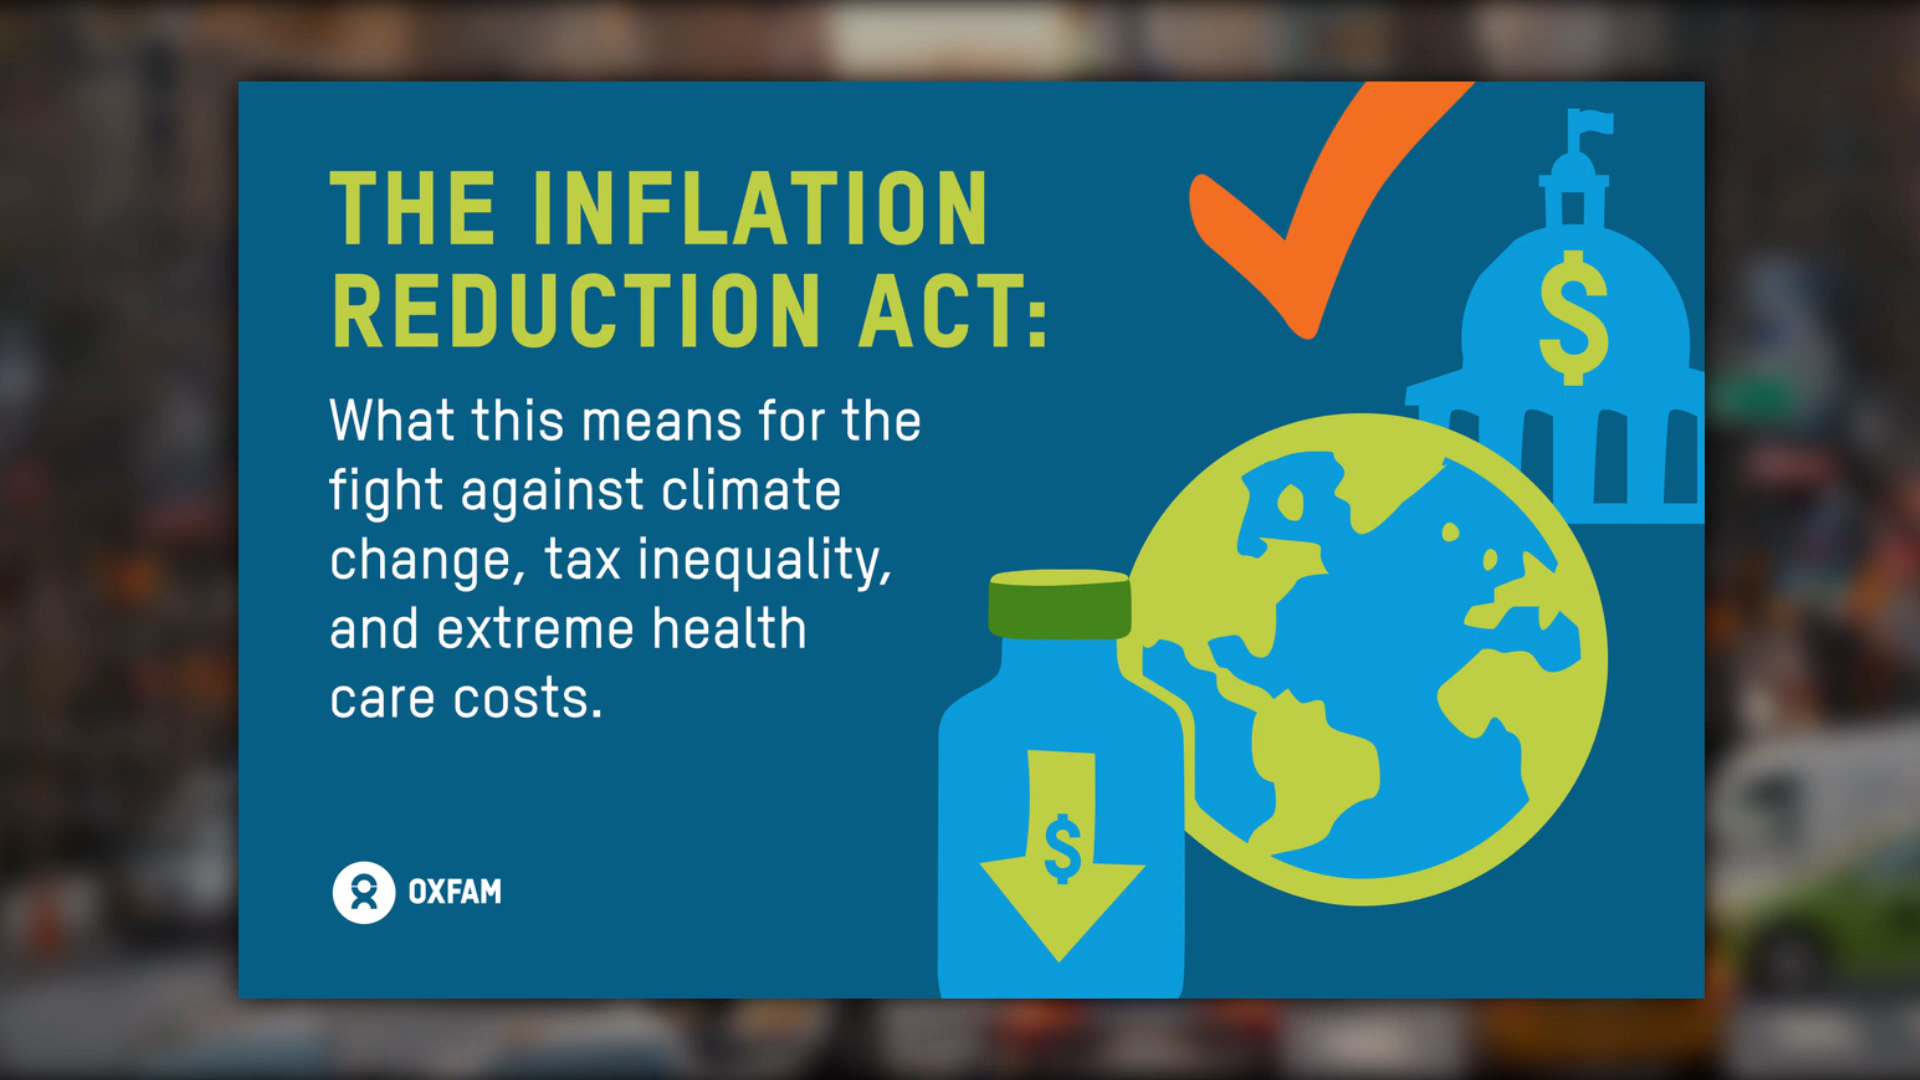 THE INFLATION
REDUCTION ACT:
What this means for the
fight against climate
change, tax inequality,
and extreme health
care costs.
OXFAM
$
$